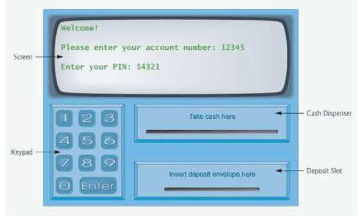 Welcome!
Please enter your account number: 12345
Enter your PIN: 54321
Screen
Take cash here
Cash Dispenser
1 2 3
4 5 6
7 8 9
0 Enter
Keypad
Insert deposit envelope here
Deposit Slot